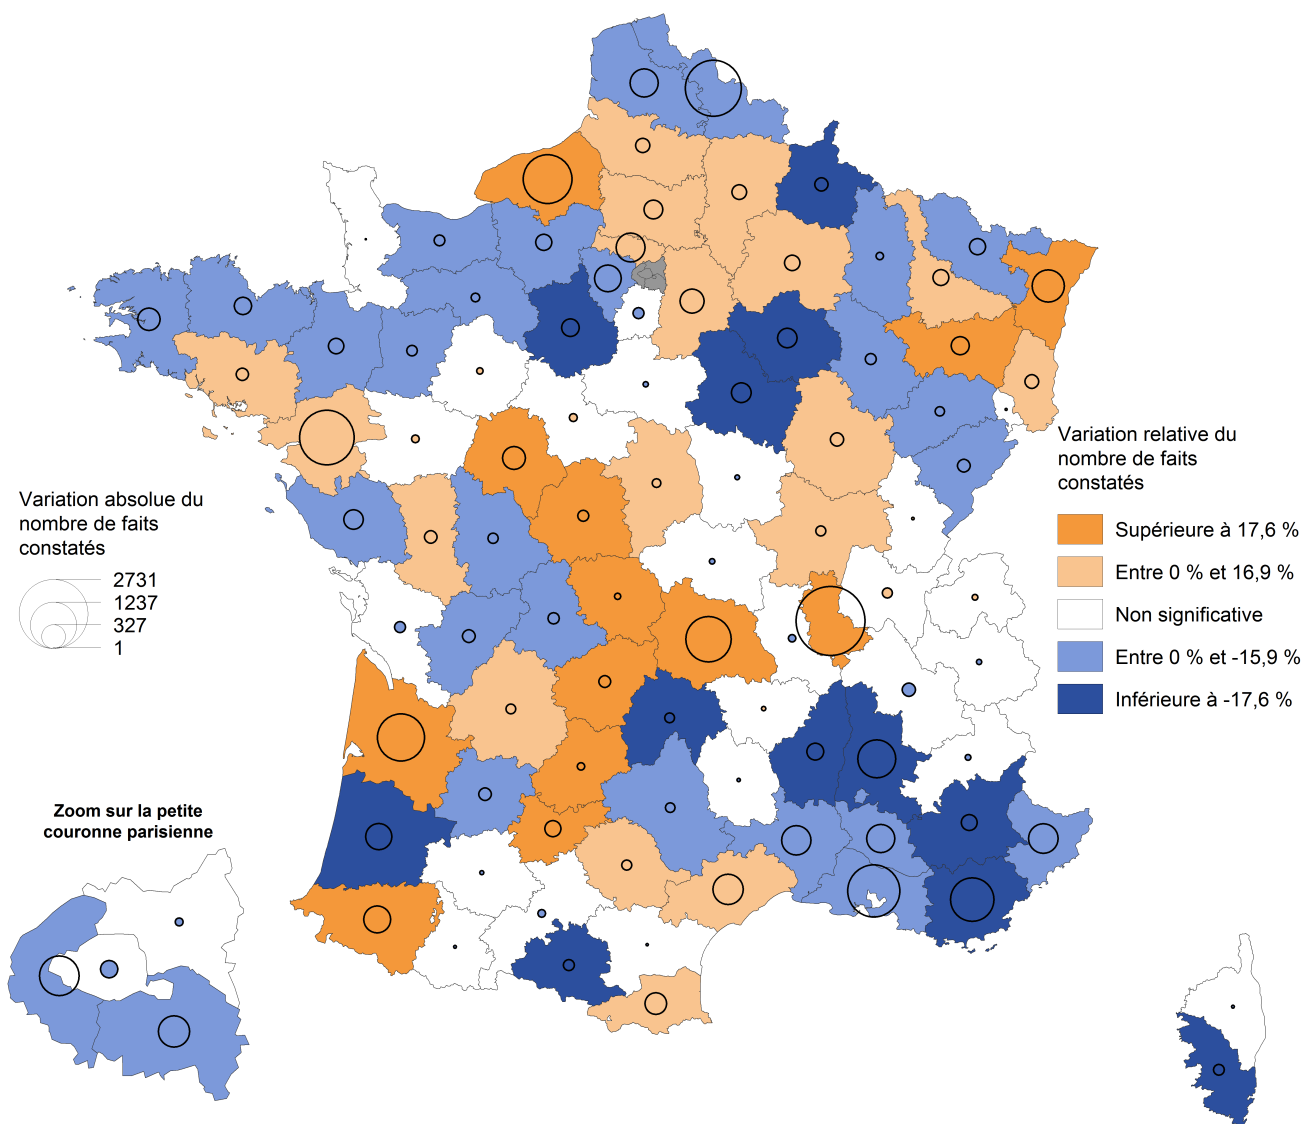 Variation absolue du
nombre de faits
constatés
2731
1237
327
1
Variation relative du
nombre de faits
constatés
Supérieure à 17,6 %
Entre 0 % et 16,9 %
Non significative
Entre 0 % et -15,9 %
Inférieure à -17,6 %
Zoom sur la petite
couronne parisienne